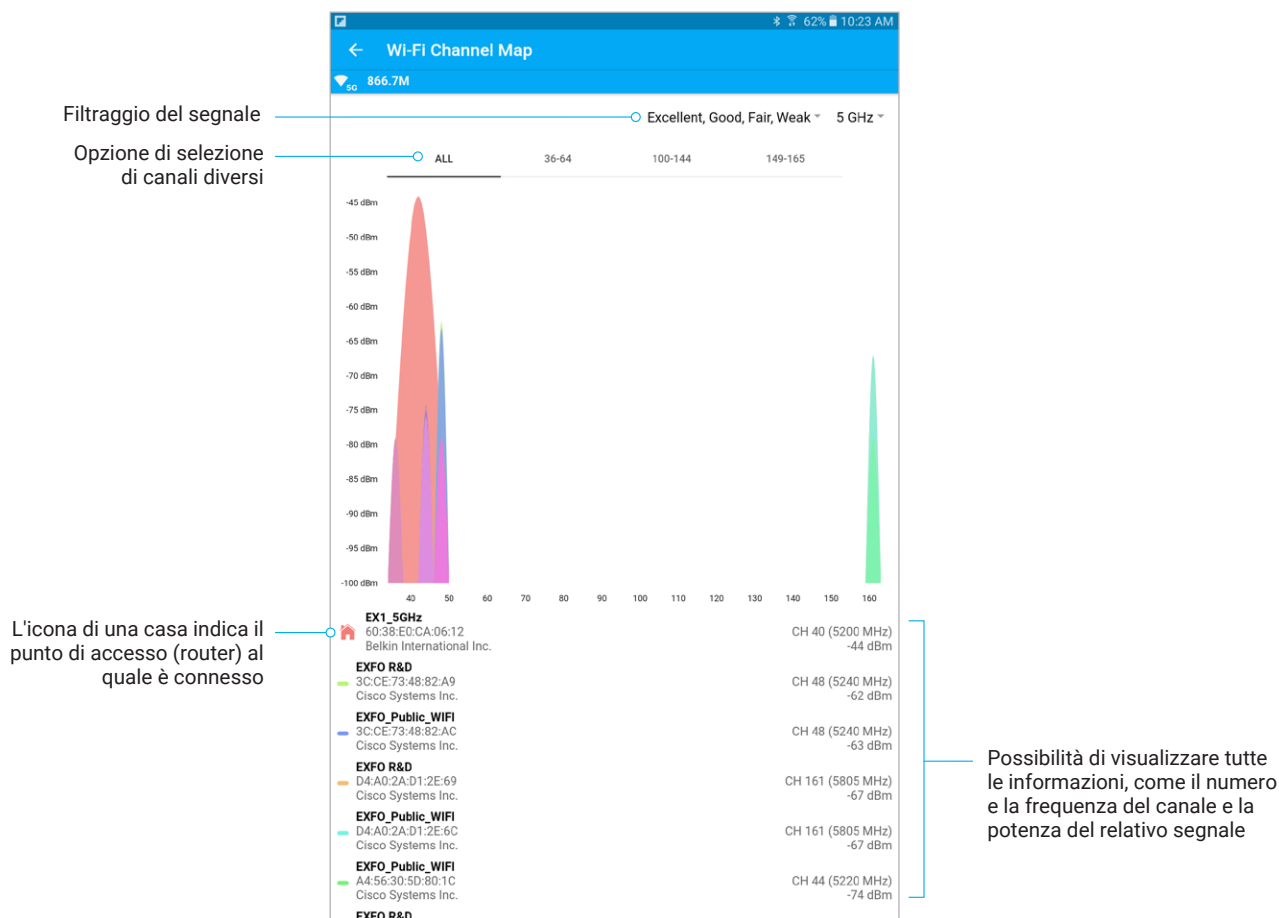 62% 10:23 AM
Wi-Fi Channel Map
5G 866.7M
Filtraggio del segnale
Excellent, Good, Fair, Weak 5 GHz
Opzione di selezione
di canali diversi
ALL 36-64 100-144 149-165
-45 dBm
-50 dBm
-55 dBm
-60 dBm
-65 dBm
-70 dBm
-75 dBm
-80 dBm
-85 dBm
-90 dBm
-95 dBm
-100 dBm
40 50 60 70 80 90 100 110 120 130 140 150 160
L'icona di una casa indica il
punto di accesso (router) al
quale è connesso
EX1_5GHz
60:38:E0:CA:06:12 CH 40 (5200 MHz)
Belkin International Inc. -44 dBm
EXFO R&D
3C:CE:73:48:82:A9 CH 48 (5240 MHz)
Cisco Systems Inc. -62 dBm
EXFO_Public_WIFI
3C:CE:73:48:82:AC CH 48 (5240 MHz)
Cisco Systems Inc. -63 dBm
EXFO R&D
D4:A0:2A:D1:2E:69 CH 161 (5805 MHz)
Cisco Systems Inc. -67 dBm
EXFO_Public_WIFI
D4:A0:2A:D1:2E:6C CH 161 (5805 MHz)
Cisco Systems Inc. -67 dBm
EXFO_Public_WIFI
A4:56:30:5D:80:1C CH 44 (5220 MHz)
Cisco Systems Inc. -74 dBm
EXFO R&D
Possibilità di visualizzare tutte
le informazioni, come il numero
e la frequenza del canale e la
potenza del relativo segnale